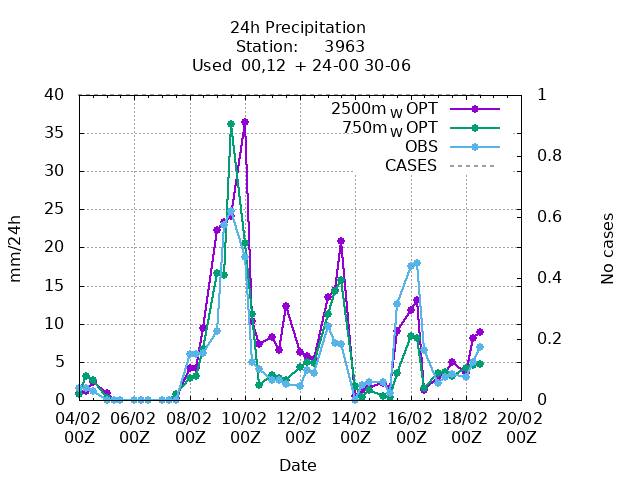 24h Precipitation
Station: 3963
Used 00,12 + 24-00 30-06
40 1
2500m W OPT
35
750m W OPT
OBS
0.8
CASES
30
25
0.6
20
mm/24h
No cases
15
0.4
10
0.2
5
0 0
04/02 06/02 08/02 10/02 12/02 14/02 16/02 18/02 20/02
00Z 00Z 00Z 00Z 00Z 00Z 00Z 00Z 00Z
Date